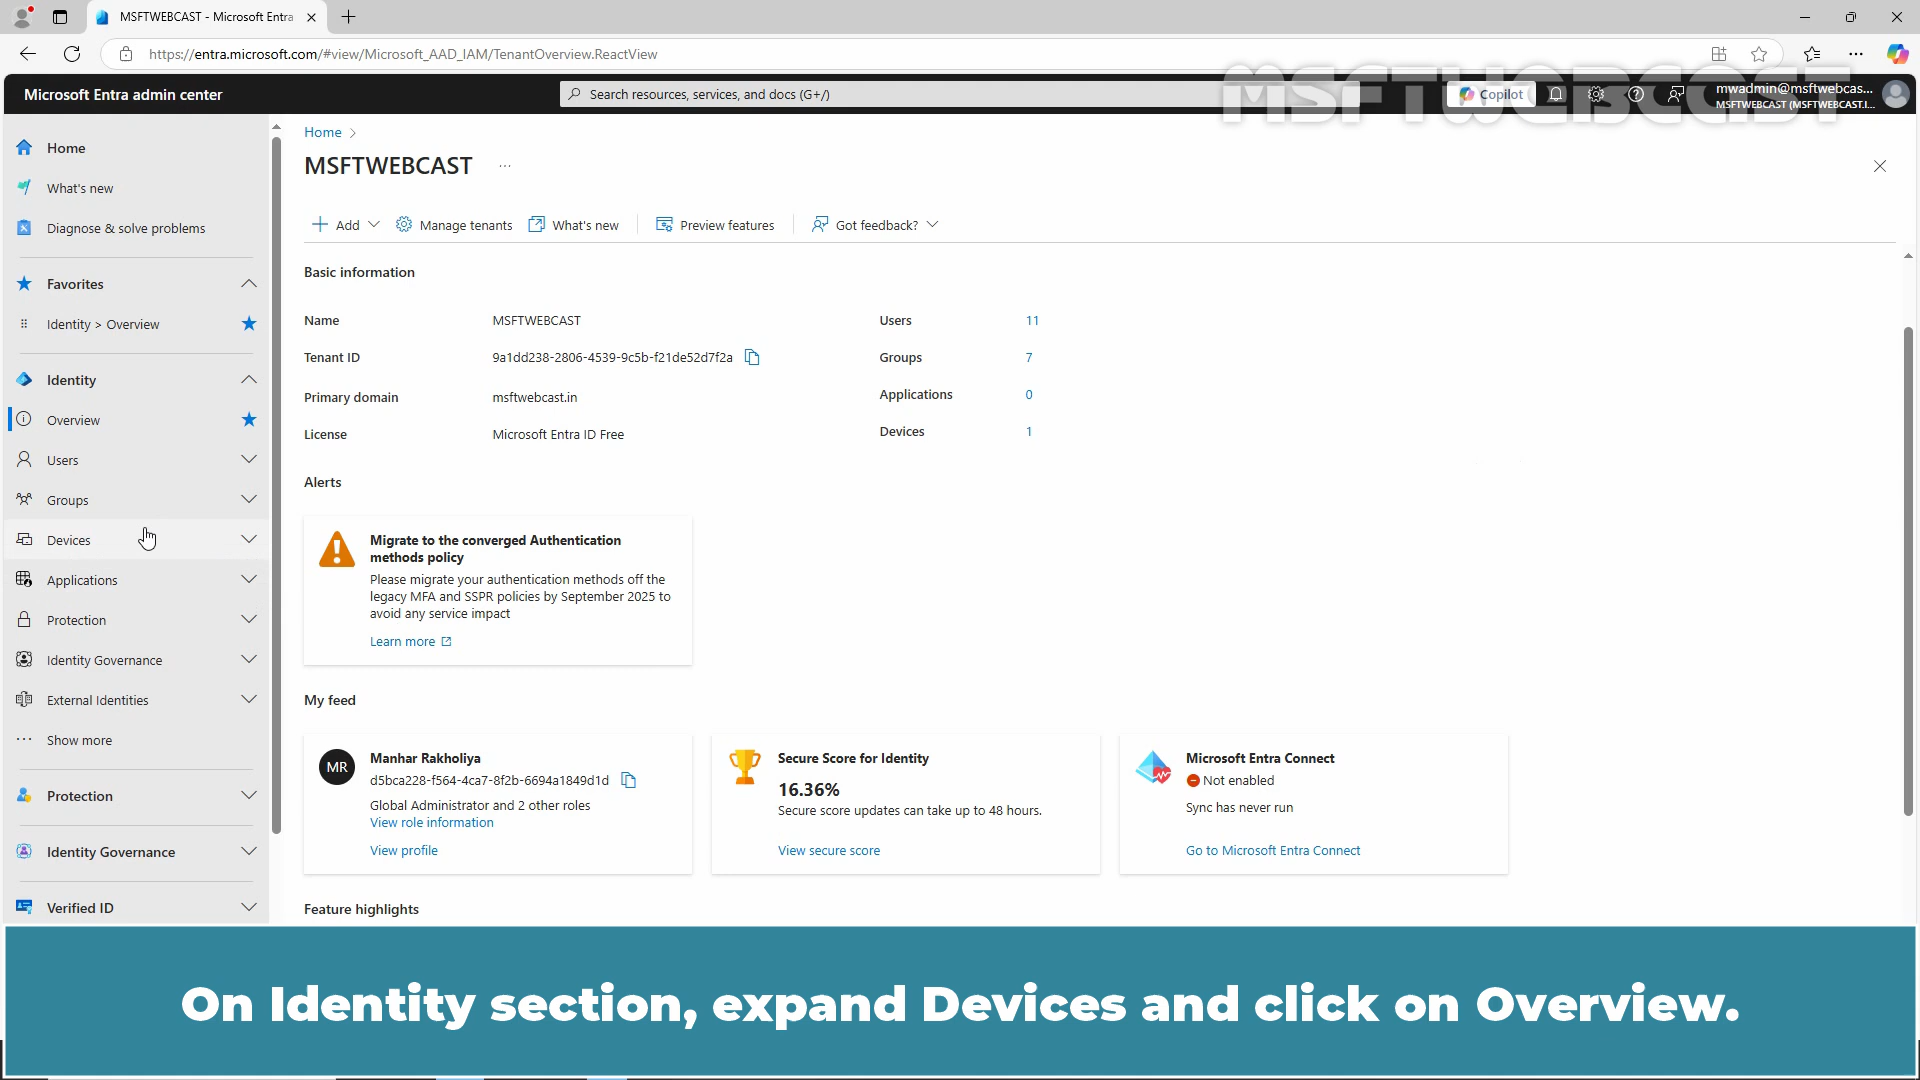 MSFTWEBCAST - Microsoft Entra
https://entra.microsoft.com/#view/Microsoft_AAD_IAM/TenantOverview.ReactView
MSFTWEBCAST
Microsoft Entra admin center
Search resources, services, and docs (G+/)
Copilot
mwadmin@msftwebcas...
MSFTWEBCAST (MSFTWEBCAST.I...
Home
What's new
Diagnose & solve problems
Favorites
Identity > Overview
Identity
Overview
Users
Groups
Devices
Applications
Protection
Identity Governance
External Identities
Show more
Protection
Identity Governance
Verified ID
Home >
MSFTWEBCAST ...
Add
Manage tenants
What's new
Preview features
Got feedback?
Basic information
Name MSFTWEBCAST Users 11
Tenant ID 9a1dd238-2806-4539-9c5b-f21de52d7f2a Groups 7
Primary domain msftwebcast.in Applications 0
License Microsoft Entra ID Free Devices 1
Alerts
Migrate to the converged Authentication
methods policy
Please migrate your authentication methods off the
legacy MFA and SSPR policies by September 2025 to
avoid any service impact
Learn more
My feed
MR
Manhar Rakholiya
d5bca228-f564-4ca7-8f2b-6694a1849d1d
Global Administrator and 2 other roles
View role information
View profile
Secure Score for Identity
16.36%
Secure score updates can take up to 48 hours.
View secure score
Microsoft Entra Connect
Not enabled
Sync has never run
Go to Microsoft Entra Connect
Feature highlights
On Identity section, expand Devices and click on Overview.